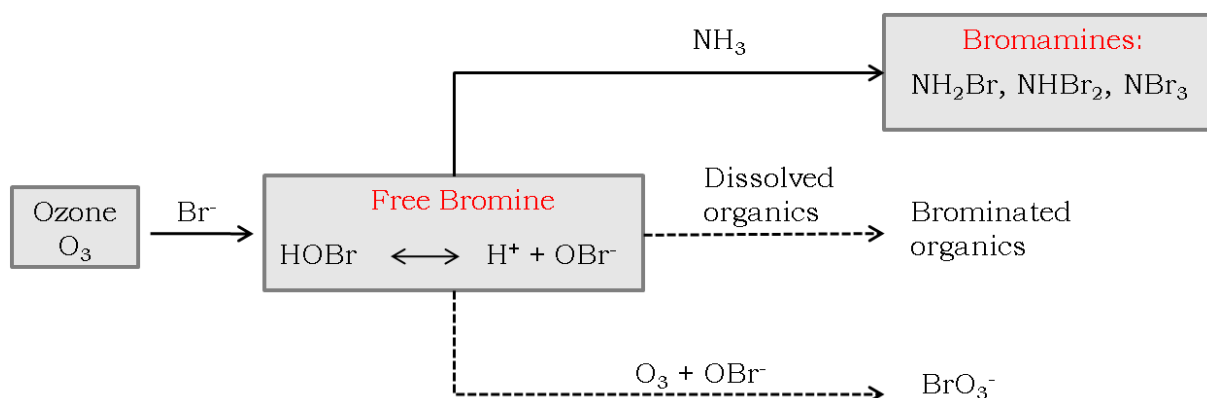 NH₃
Bromamines:
NH₂Br, NHBr₂, NBr₃
Ozone
O₃
Br⁻
Free Bromine
HOBr ⟷ H⁺ + OBr⁻
Dissolved
organics
Brominated
organics
O₃ + OBr⁻
BrO₃⁻